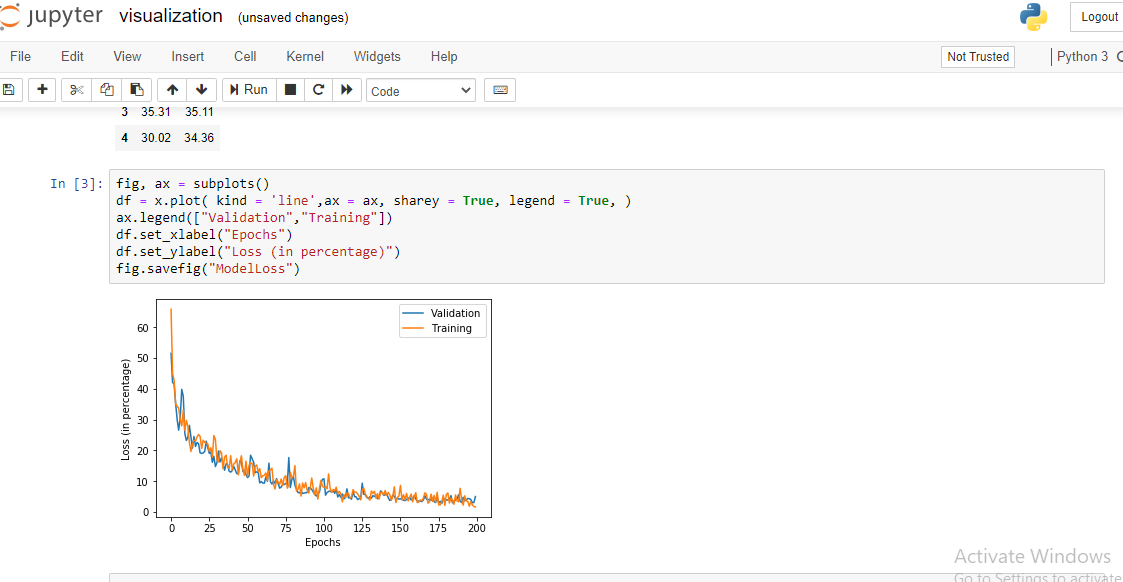 jupyter visualization (unsaved changes) Logout
File Edit View Insert Cell Kernel Widgets Help Not Trusted Python 3
Run Code
3 35.31 35.11
4 30.02 34.36
In [3]: fig, ax = subplots()
df = x.plot( kind = 'line',ax = ax, sharey = True, legend = True, )
ax.legend(["Validation","Training"])
df.set_xlabel("Epochs")
df.set_ylabel("Loss (in percentage)")
fig.savefig("ModelLoss")
Validation
Training
60
50
40
30
20
10
0
Loss (in percentage)
0 25 50 75 100 125 150 175 200
Epochs
Activate Windows
Go to Settings to activate